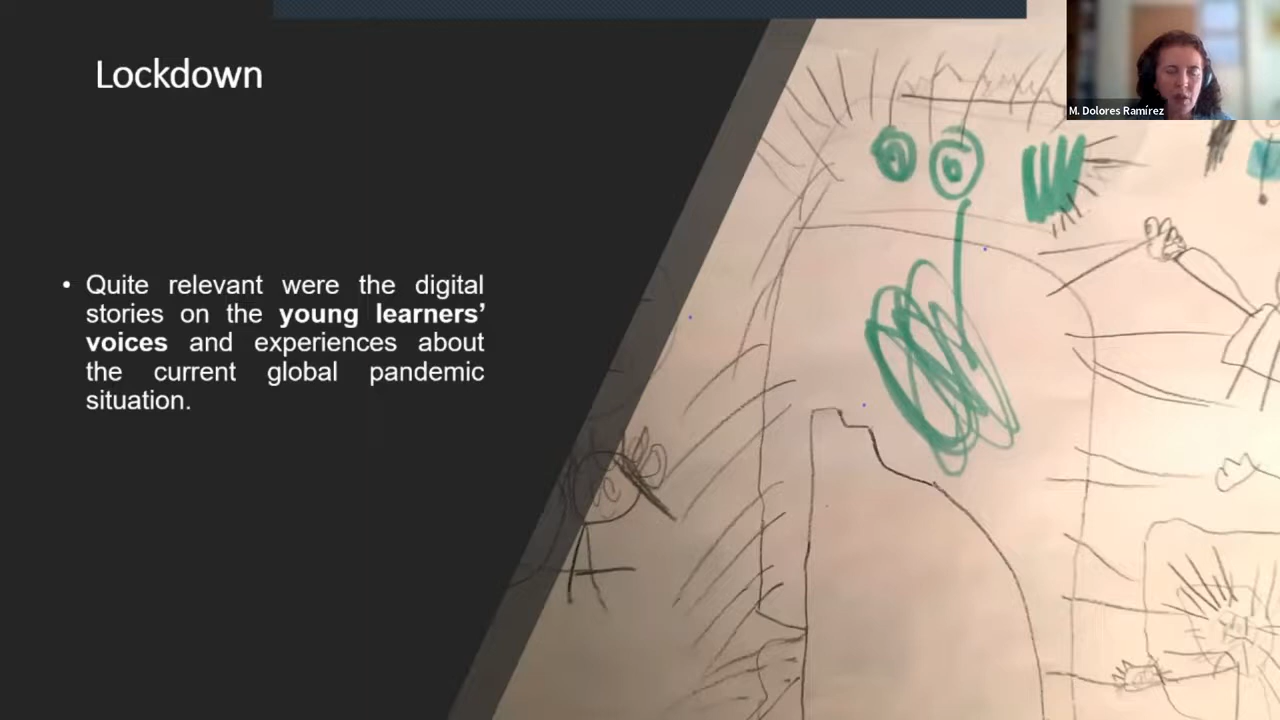 Lockdown
M. Dolores Ramírez
• Quite relevant were the digital
stories on the young learners’
voices and experiences about
the current global pandemic
situation.